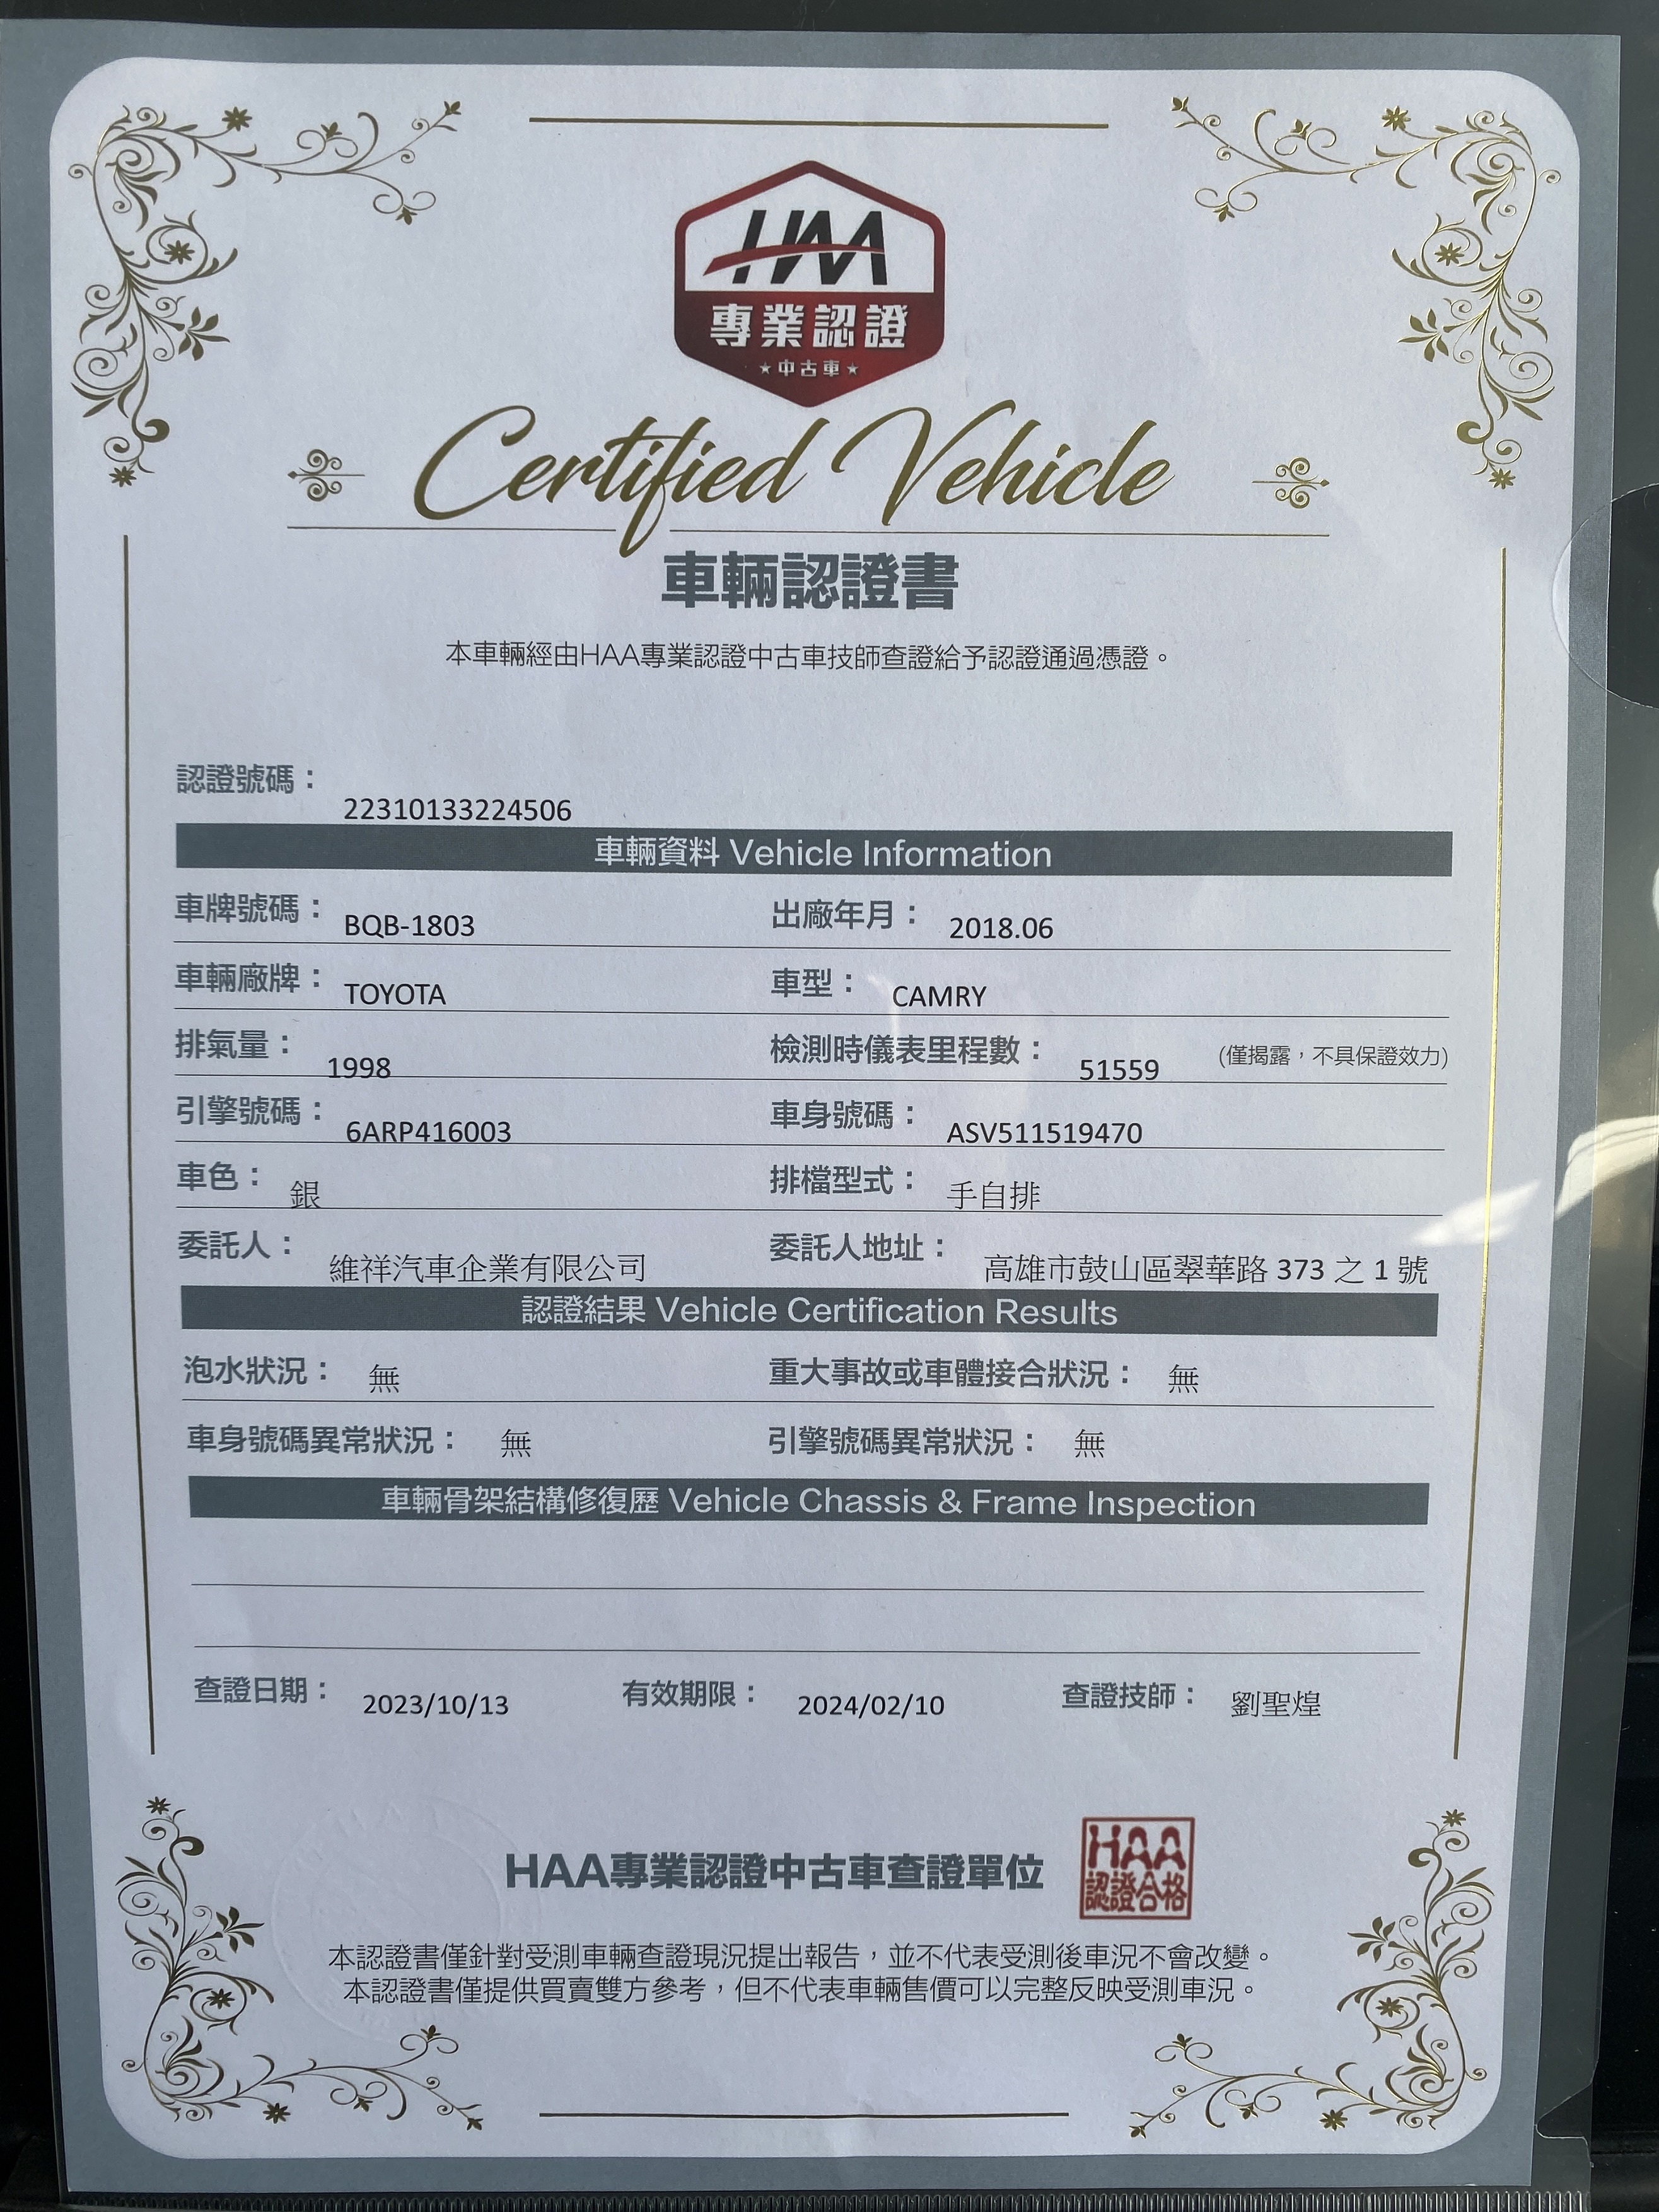 HAA
專業認證
★中古車★
Certified Vehicle
車輛認證書
本車輛經由HAA專業認證中古車技師查證給予認證通過憑證。
認證號碼： 22310133224506
車輛資料 Vehicle Information
車牌號碼： BQB-1803 出廠年月： 2018.06
車輛廠牌： TOYOTA 車型： CAMRY
排氣量： 1998 檢測時儀表里程數： 51559 (僅揭露，不具保證效力)
引擎號碼： 6ARP416003 車身號碼： ASV511519470
車色： 銀 排檔型式： 手自排
委託人： 維祥汽車企業有限公司 委託人地址： 高雄市鼓山區翠華路 373 之 1 號
認證結果 Vehicle Certification Results
泡水狀況： 無 重大事故或車體接合狀況： 無
車身號碼異常狀況： 無 引擎號碼異常狀況： 無
車輛骨架結構修復歷 Vehicle Chassis & Frame Inspection
查證日期： 2023/10/13 有效期限： 2024/02/10 查證技師： 劉聖煌
HAA專業認證中古車查證單位
HAA
認證合格
本認證書僅針對受測車輛查證現況提出報告，並不代表受測後車況不會改變。
本認證書僅提供買賣雙方參考，但不代表車輛售價可以完整反映受測車況。